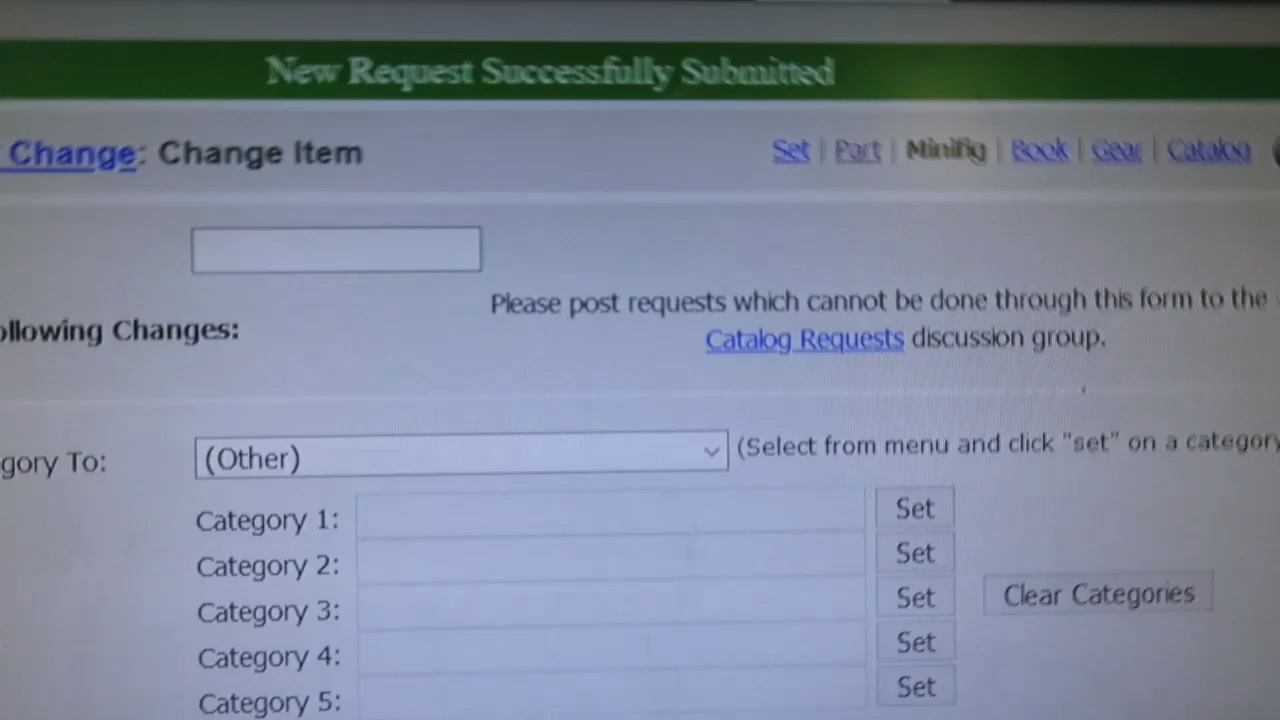 New Request Successfully Submitted
Change: Change Item
Set | Part | Minifig | Book | Gear | Catalog
Please post requests which cannot be done through this form to the
ollowing Changes:
Catalog Requests discussion group.
gory To:
(Other)
(Select from menu and click "set" on a category
Category 1:
Set
Category 2:
Set
Category 3:
Set
Clear Categories
Category 4:
Set
Category 5:
Set